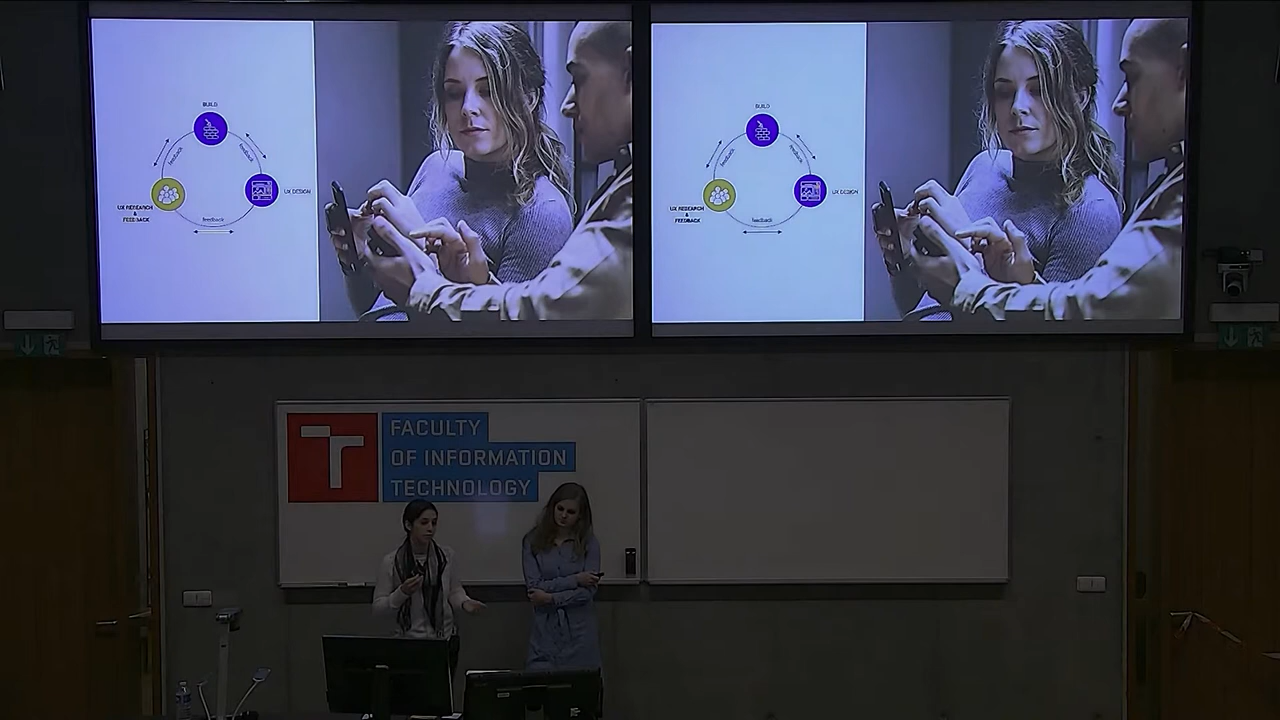 BUILD
feedback
feedback
UX RESEARCH
&
FEEDBACK
UX DESIGN
feedback
BUILD
feedback
feedback
UX RESEARCH
&
FEEDBACK
UX DESIGN
feedback
FACULTY
OF INFORMATION
TECHNOLOGY